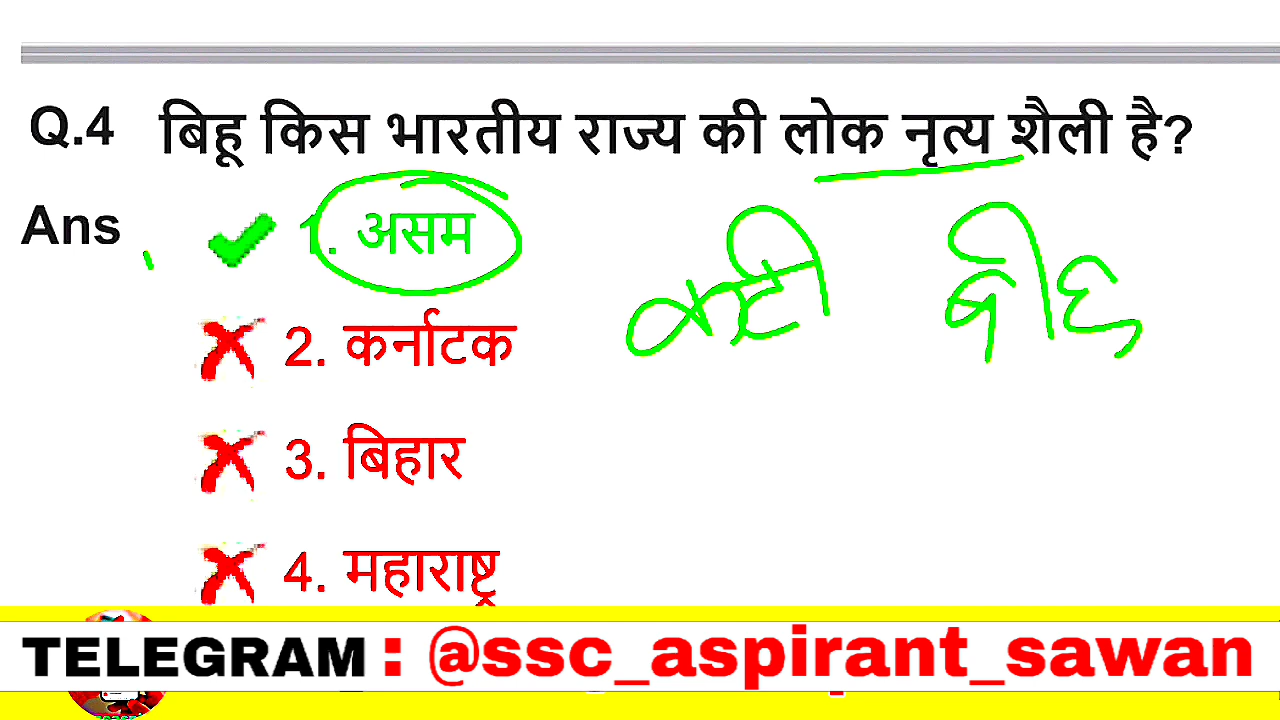 Q.4 बिहू किस भारतीय राज्य की लोक नृत्य शैली है?
Ans 1. असम
2. कर्नाटक
3. बिहार
4. महाराष्ट्र
TELEGRAM : @ssc_aspirant_sawan